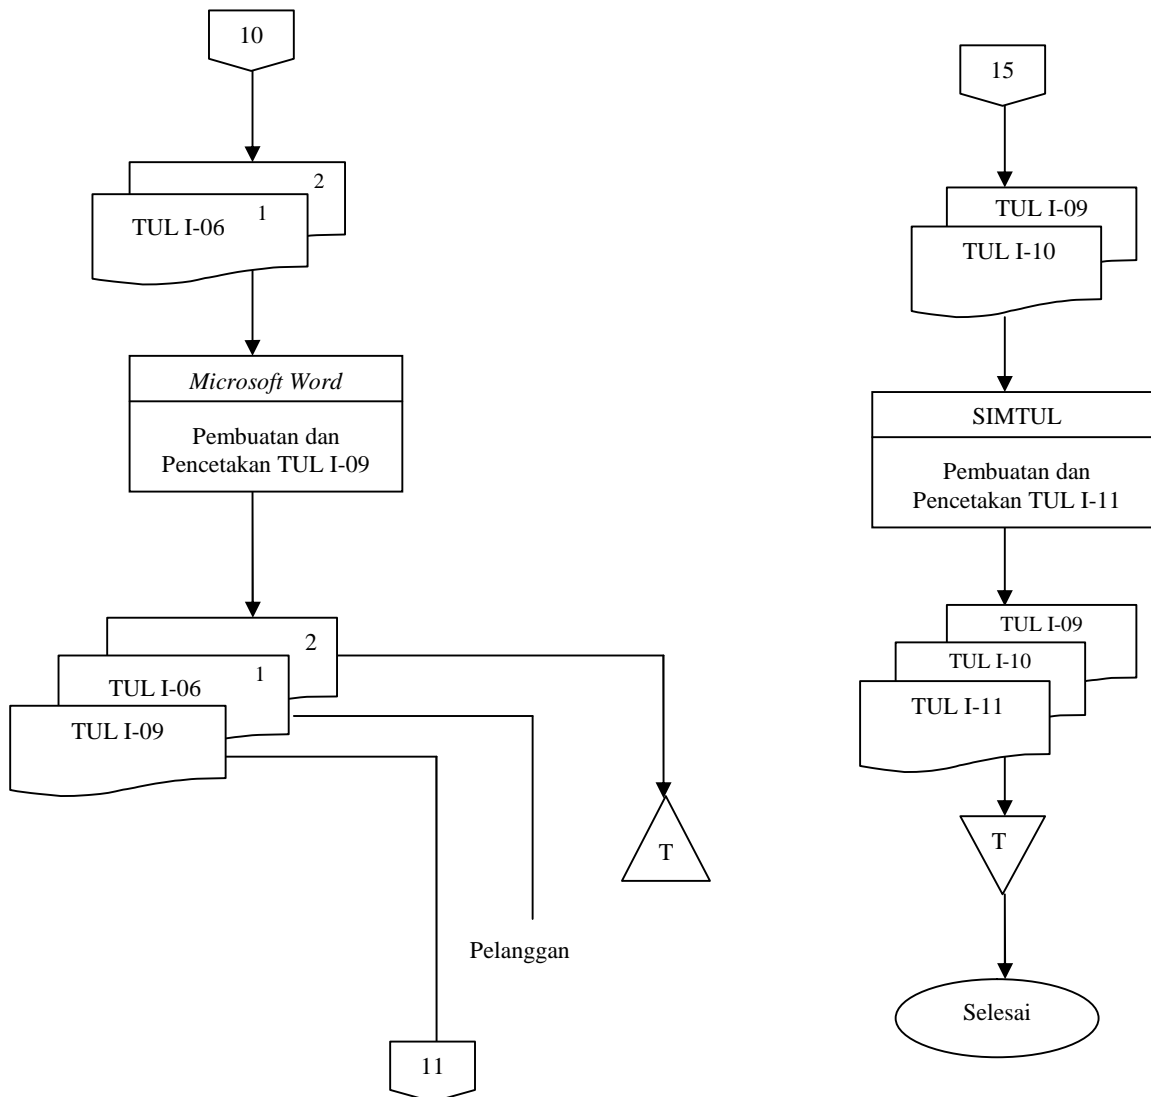 10
2
1
TUL I-06
Microsoft Word
Pembuatan dan
Pencetakan TUL I-09
2
1
TUL I-06
TUL I-09
T
Pelanggan
11
15
TUL I-09
TUL I-10
SIMTUL
Pembuatan dan
Pencetakan TUL I-11
TUL I-09
TUL I-10
TUL I-11
T
Selesai